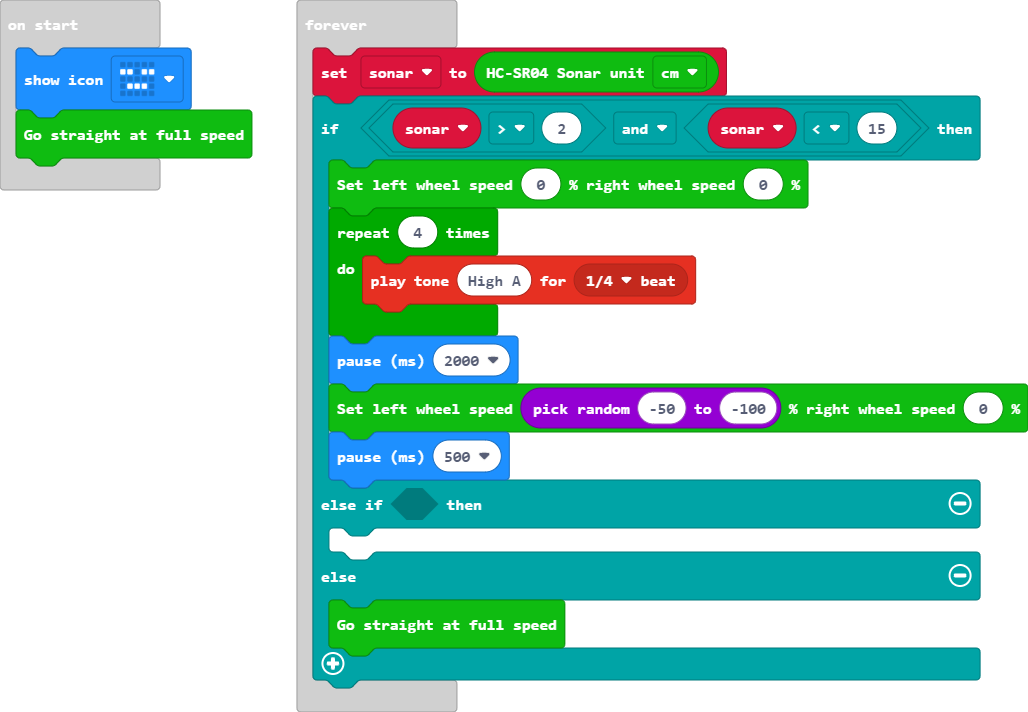 on start
show icon
Go straight at full speed
forever
set sonar to HC-SR04 Sonar unit cm
if sonar > 2 and sonar < 15 then
Set left wheel speed 0 % right wheel speed 0 %
repeat 4 times
do play tone High A for 1/4 beat
pause (ms) 2000
Set left wheel speed pick random -50 to -100 % right wheel speed 0 %
pause (ms) 500
else if then
else
Go straight at full speed